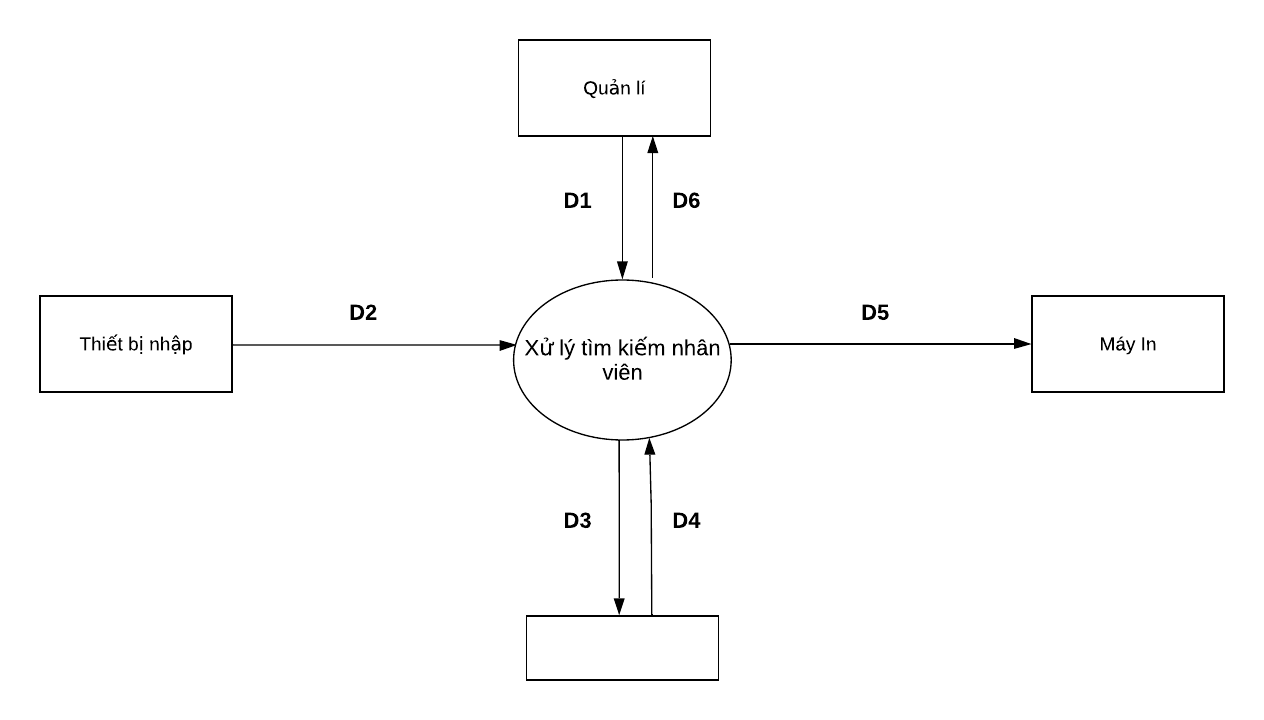 Quản lí
D1
D6
D2
D5
Thiết bị nhập
Xử lý tìm kiếm nhân
viên
Máy In
D3
D4